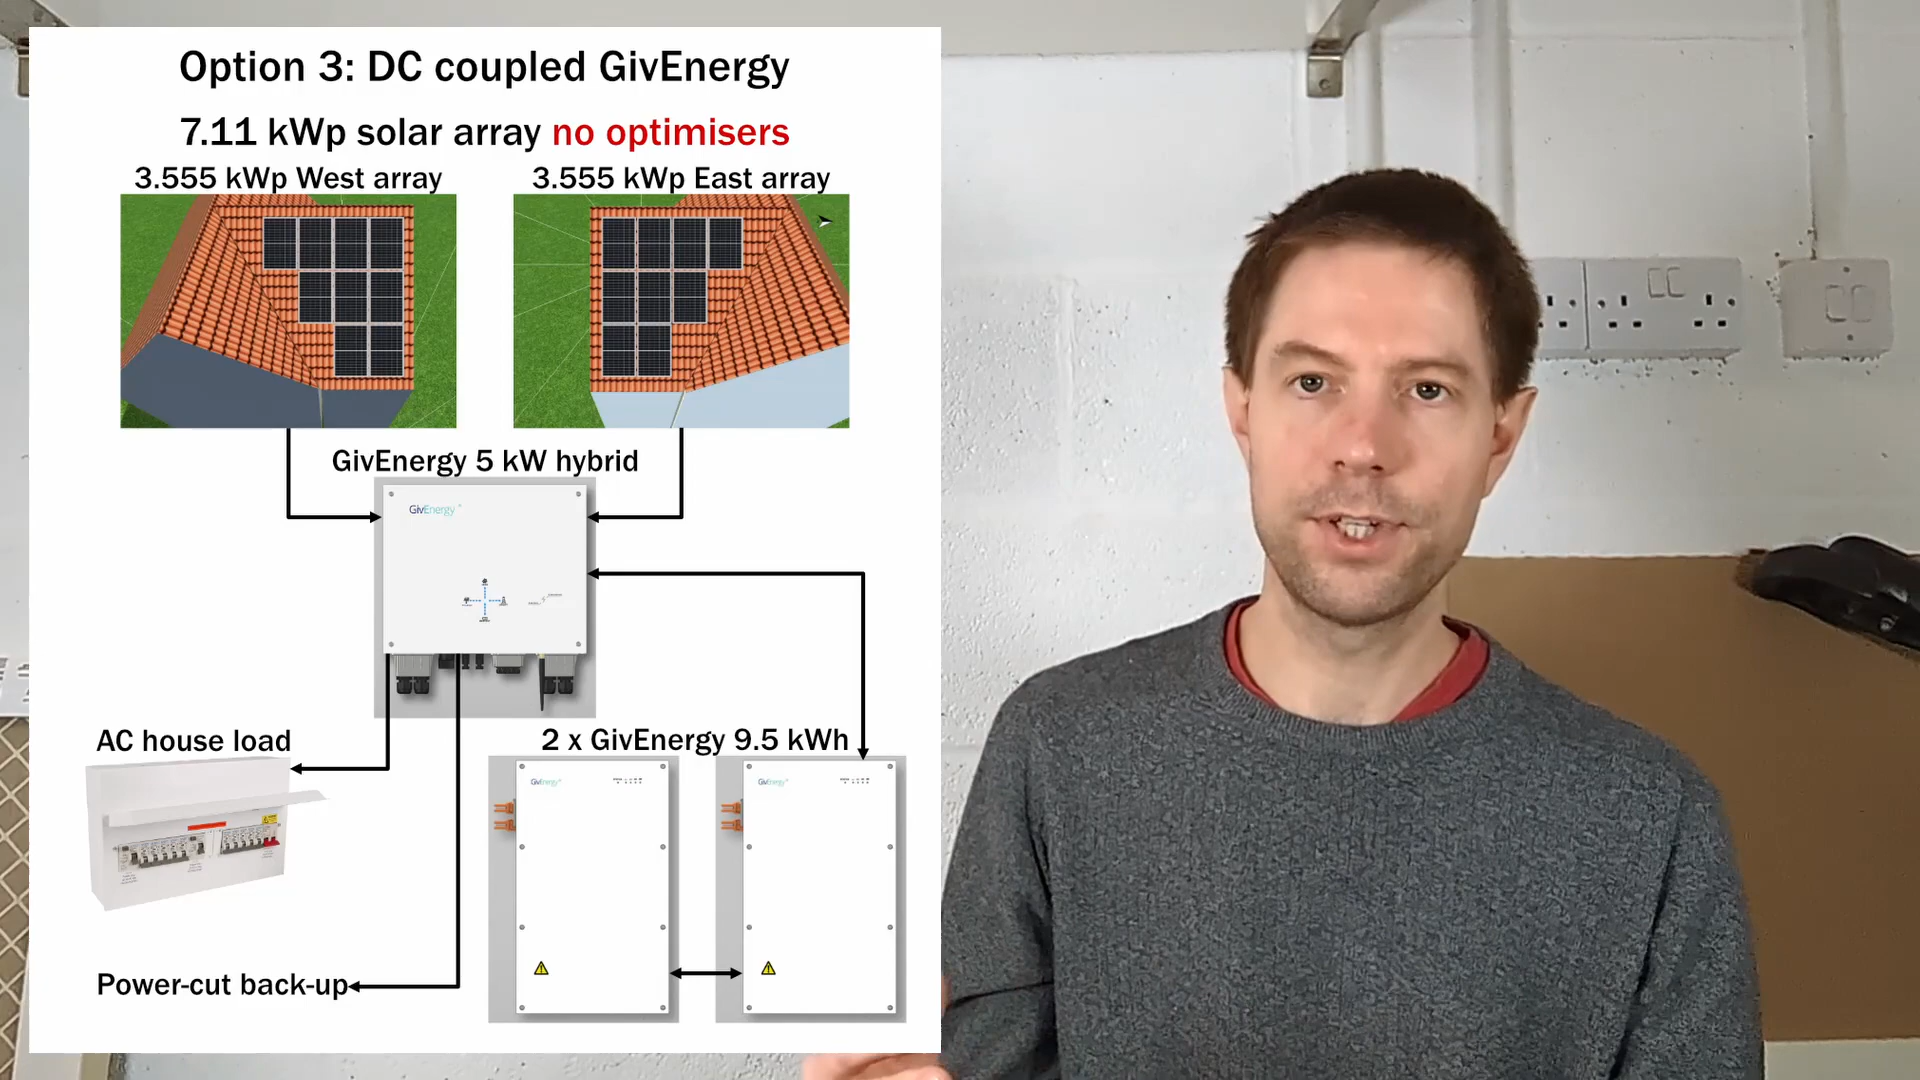 Option 3: DC coupled GivEnergy
7.11 kWp solar array no optimisers
3.555 kWp West array
3.555 kWp East array
GivEnergy 5 kW hybrid
GivEnergy
AC house load
2 x GivEnergy 9.5 kWh
GivEnergy
GivEnergy
Power-cut back-up